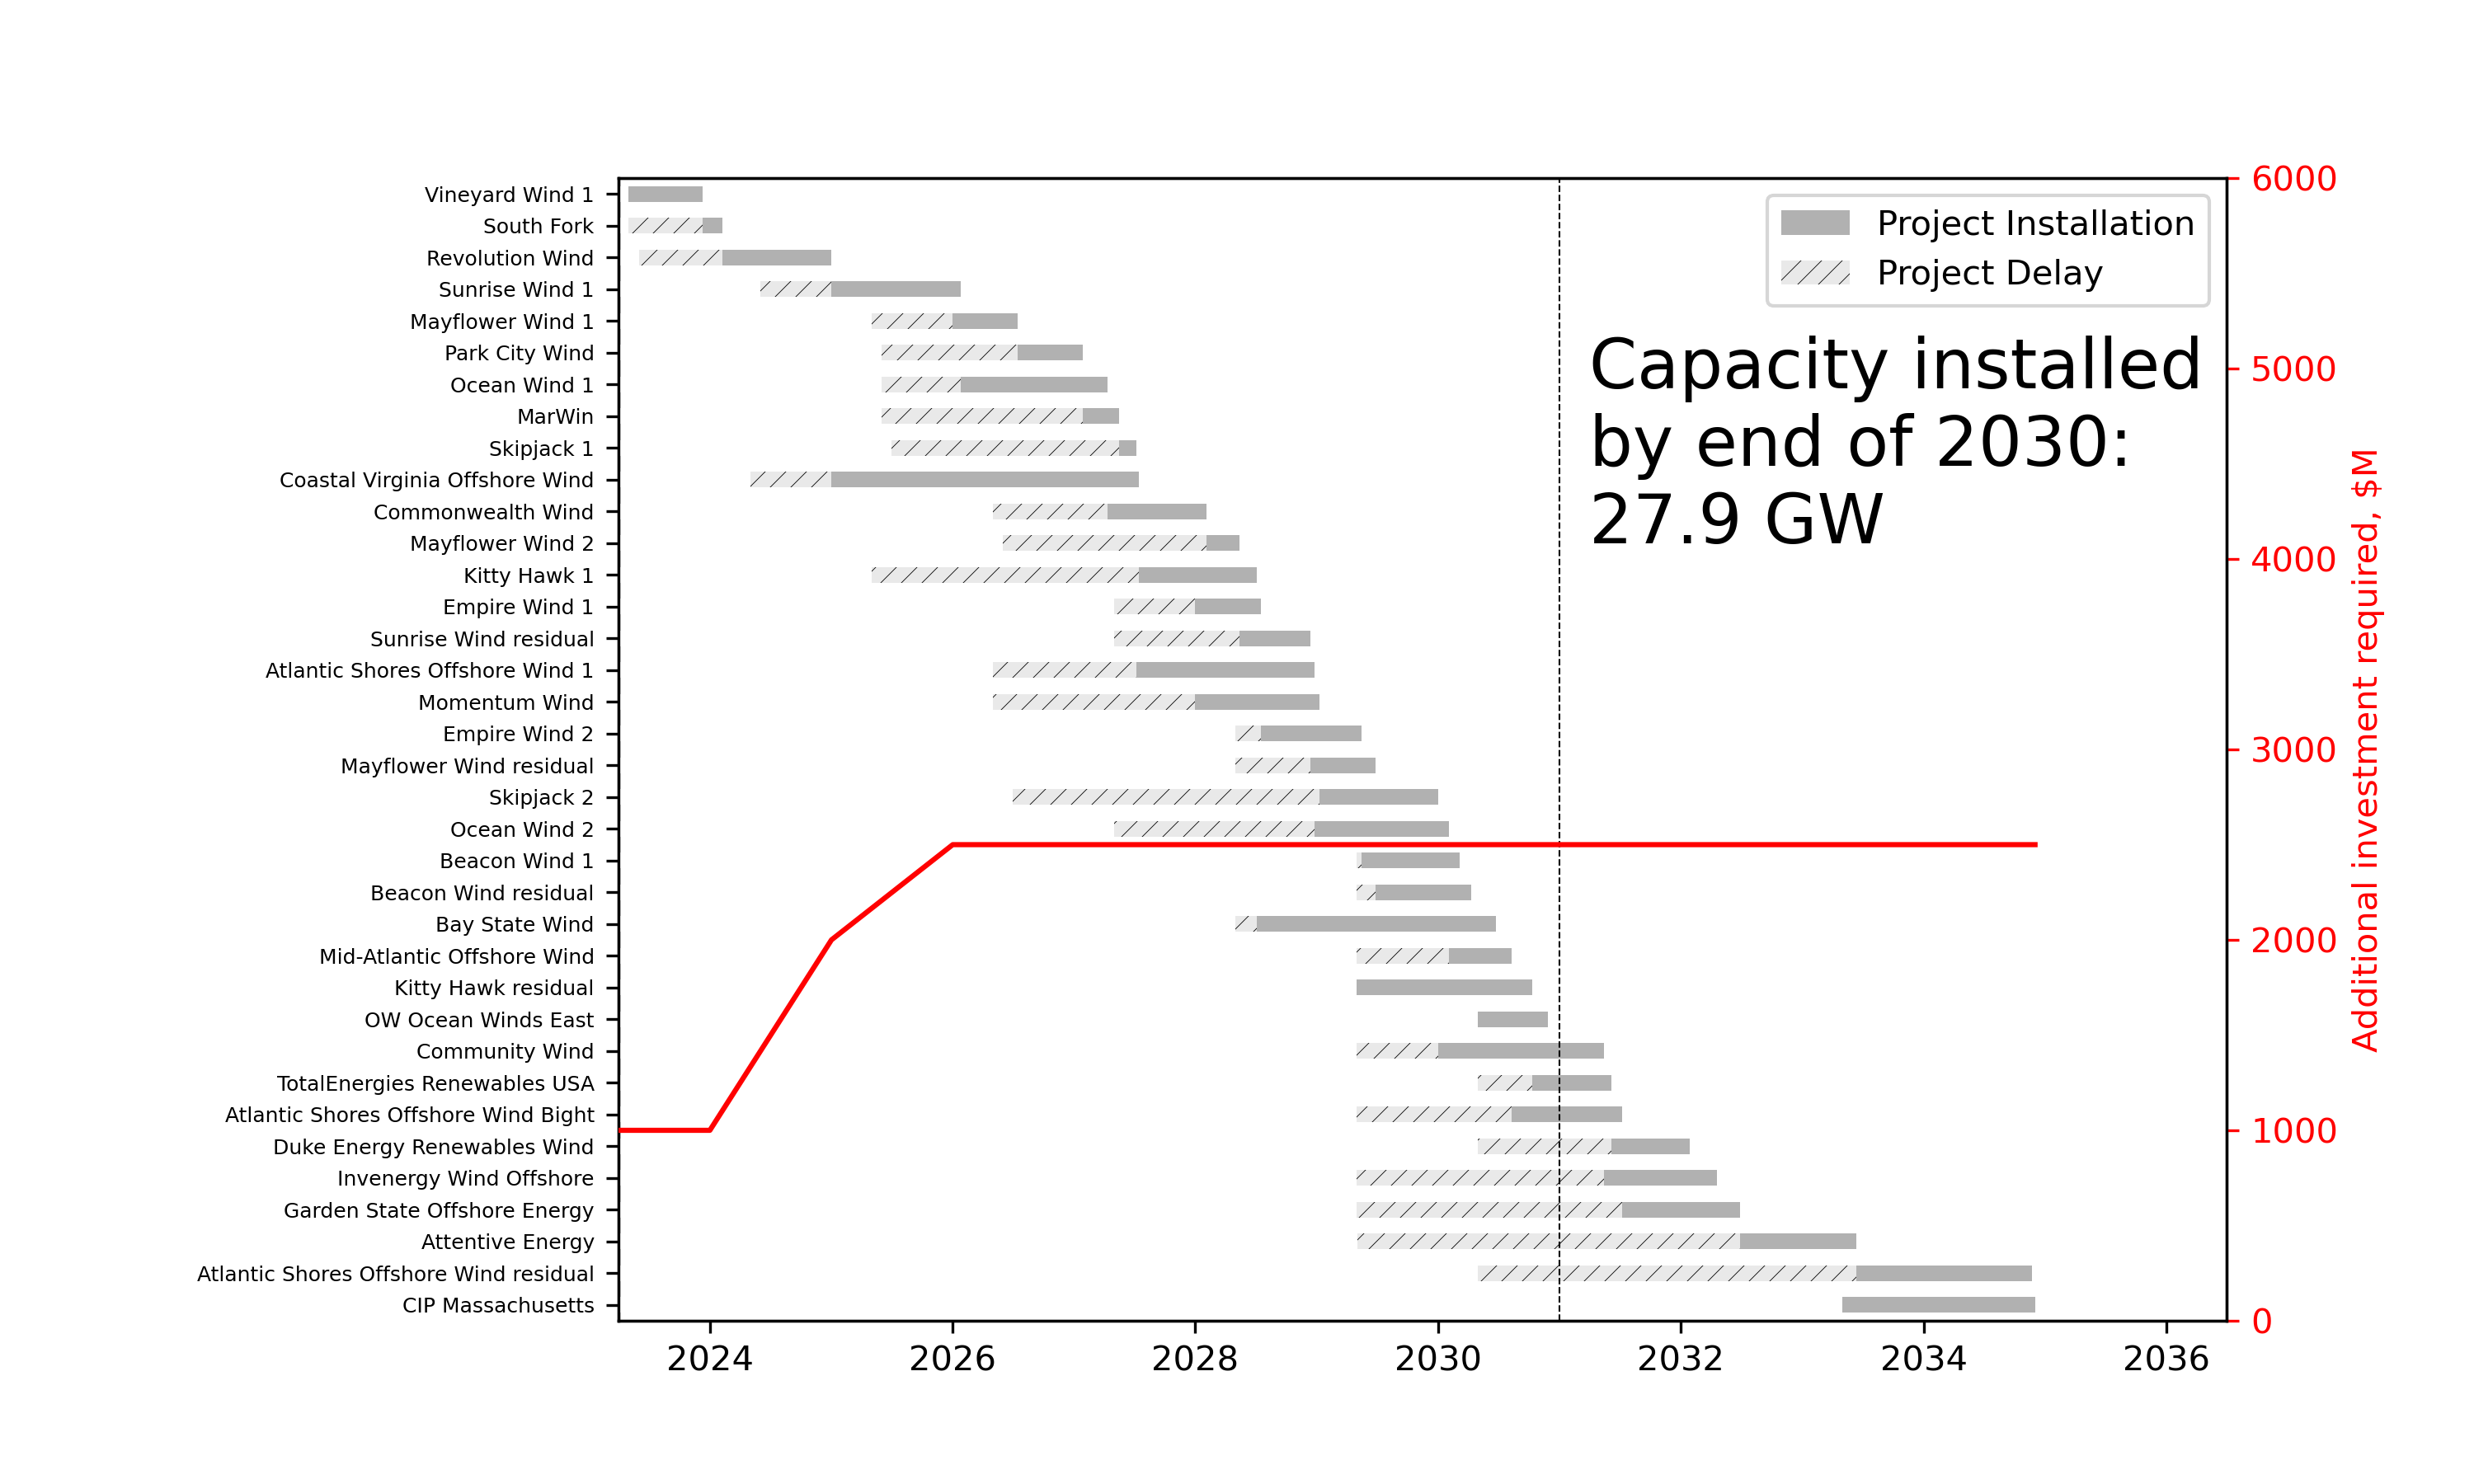 Vineyard Wind 1
South Fork
Revolution Wind
Sunrise Wind 1
Mayflower Wind 1
Park City Wind
Ocean Wind 1
MarWin
Skipjack 1
Coastal Virginia Offshore Wind
Commonwealth Wind
Mayflower Wind 2
Kitty Hawk 1
Empire Wind 1
Sunrise Wind residual
Atlantic Shores Offshore Wind 1
Momentum Wind
Empire Wind 2
Mayflower Wind residual
Skipjack 2
Ocean Wind 2
Beacon Wind 1
Beacon Wind residual
Bay State Wind
Mid-Atlantic Offshore Wind
Kitty Hawk residual
OW Ocean Winds East
Community Wind
TotalEnergies Renewables USA
Atlantic Shores Offshore Wind Bight
Duke Energy Renewables Wind
Invenergy Wind Offshore
Garden State Offshore Energy
Attentive Energy
Atlantic Shores Offshore Wind residual
CIP Massachusetts
Project Installation
Project Delay
Capacity installed
by end of 2030:
27.9 GW
6000
5000
4000
3000
2000
1000
0
Additional investment required, $M
2024
2026
2028
2030
2032
2034
2036